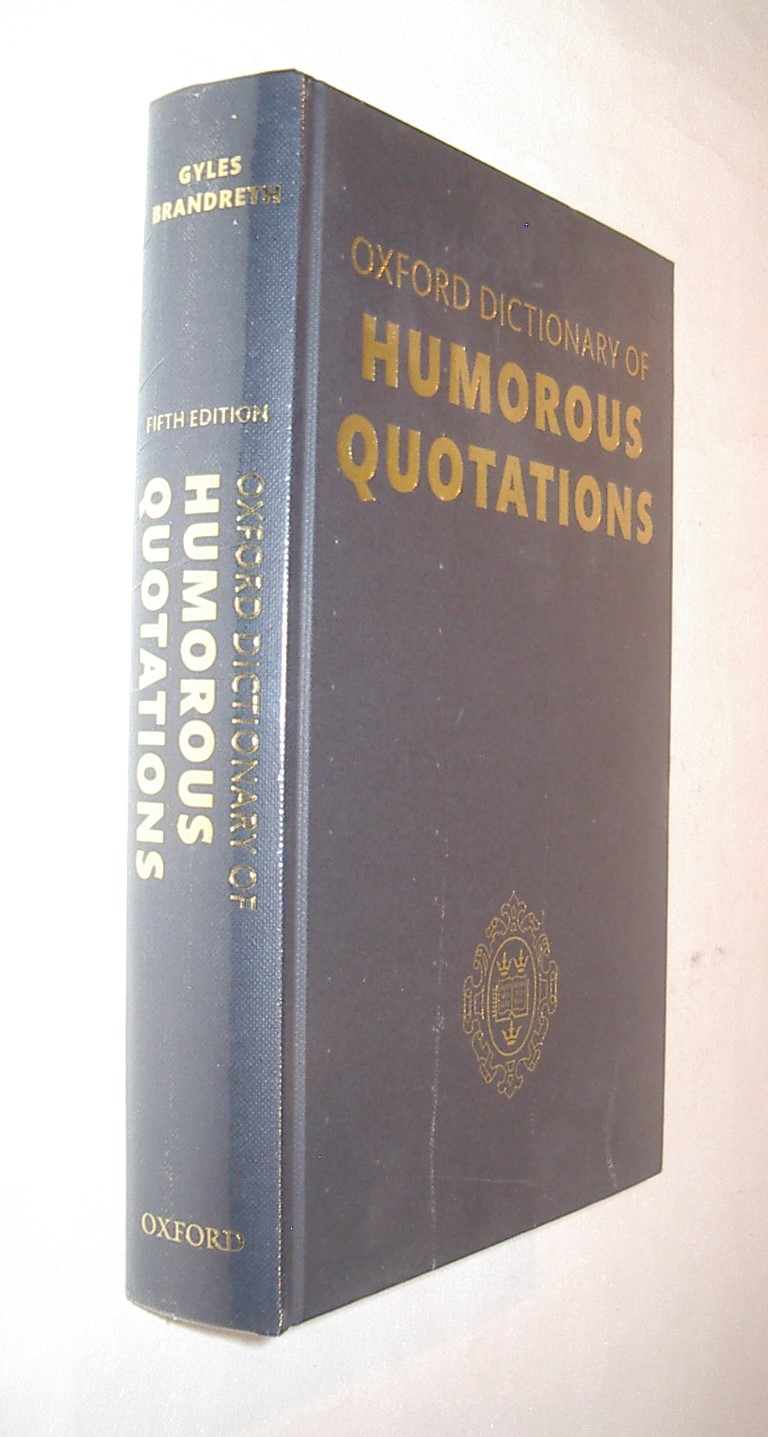 GYLES
BRANDRETH
FIFTH EDITION
OXFORD DICTIONARY OF
HUMOROUS
QUOTATIONS
OXFORD
OXFORD DICTIONARY OF
HUMOROUS
QUOTATIONS